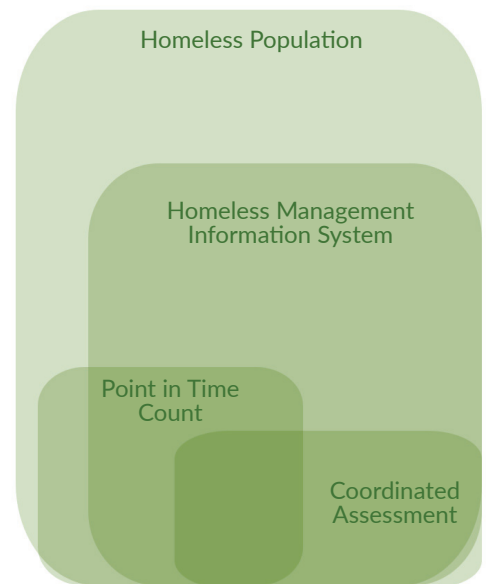 Homeless Population
Homeless Management
Information System
Point in Time
Count
Coordinated
Assessment